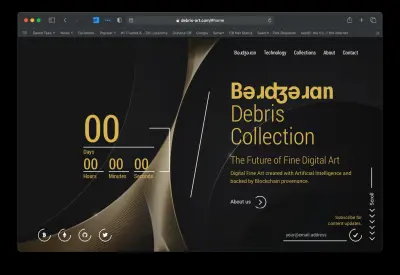 debris-art.com/#home
Bəɹʤəɹɑn Technology Collections About Contact
Bəɹʤəɹɑn
Debris
Collection
The Future of Fine Digital Art
Digital Fine Art created with Artificial Intelligence and
backed by Blockchain provenance.
About us
00
Days
00 00 00
Hours Minutes Seconds
Scroll
Subscribe for
content updates.
your@email address